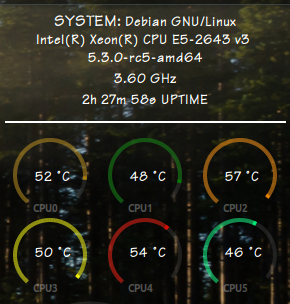 SYSTEM: Debian GNU/Linux
Intel(R) Xeon(R) CPU E5-2643 v3
5.3.0-rc5-amd64
3.60 GHz
2h 27m 58s UPTIME
52 °C 48 °C 57 °C
CPU0 CPU1 CPU2
50 °C 54 °C 46 °C
CPU3 CPU4 CPU5